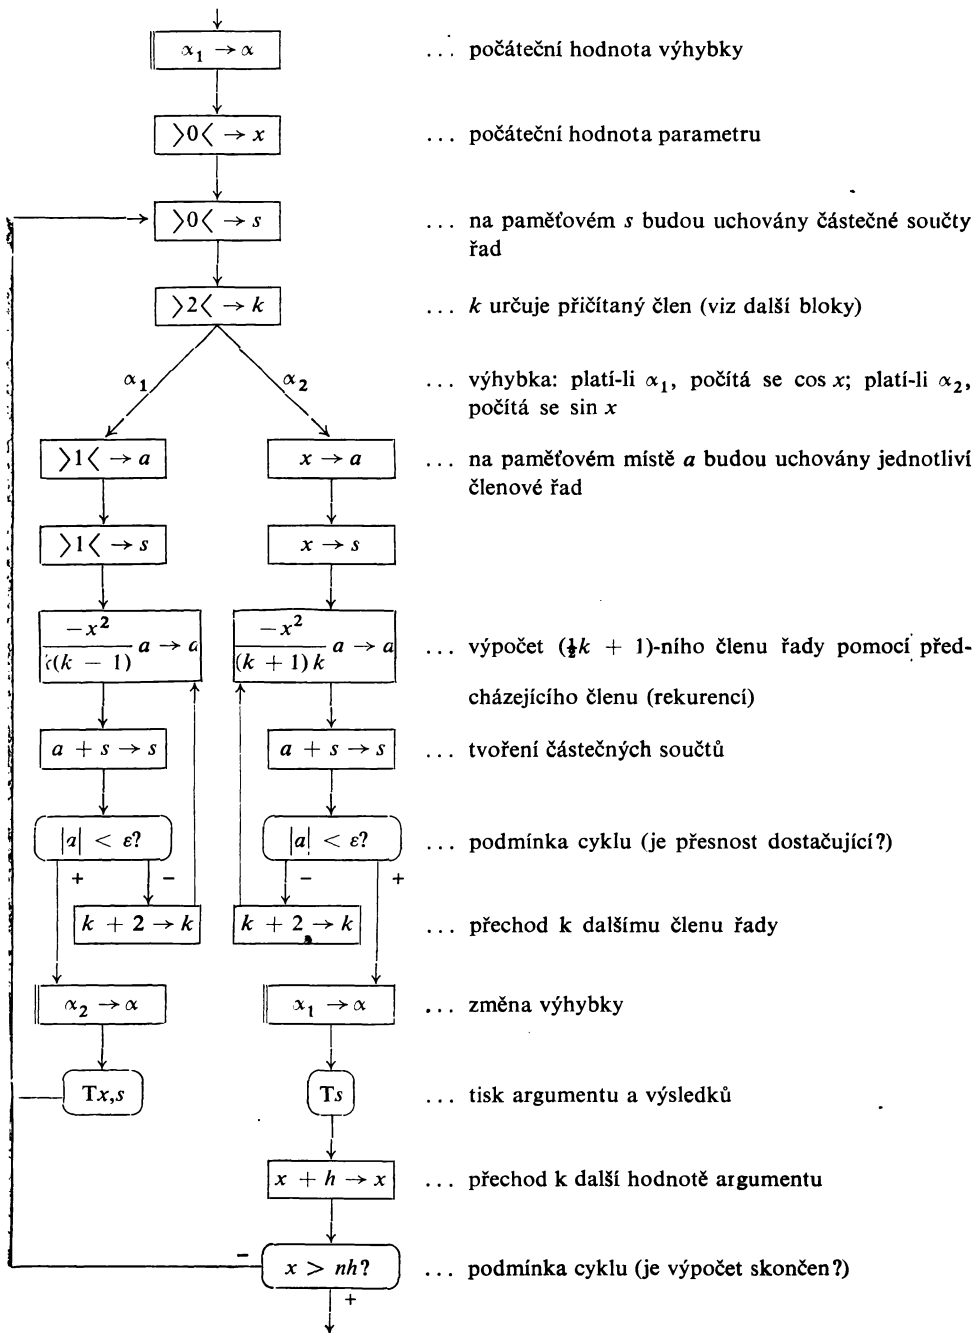 α₁ → α ... počáteční hodnota výhybky
〉0〈 → x ... počáteční hodnota parametru
〉0〈 → s ... na paměťovém s budou uchovány částečné součty
řad
〉2〈 → k ... k určuje přičítaný člen (viz další bloky)
α₁ α₂ ... výhybka: platí-li α₁, počítá se cos x; platí-li α₂,
počítá se sin x
〉1〈 → a x → a ... na paměťovém místě a budou uchovány jednotliví
členové řad
〉1〈 → s x → s
−x² −x²
k(k − 1) a → a (k + 1) k a → a ... výpočet (½k + 1)-ního členu řady pomocí před-
cházejícího členu (rekurencí)
a + s → s a + s → s ... tvoření částečných součtů
|a| < ε? |a| < ε? ... podmínka cyklu (je přesnost dostačující?)
+ − − +
k + 2 → k k + 2 → k ... přechod k dalšímu členu řady
α₂ → α α₁ → α ... změna výhybky
Tx,s Ts ... tisk argumentu a výsledků
x + h → x ... přechod k další hodnotě argumentu
− x > nh? ... podmínka cyklu (je výpočet skončen?)
+